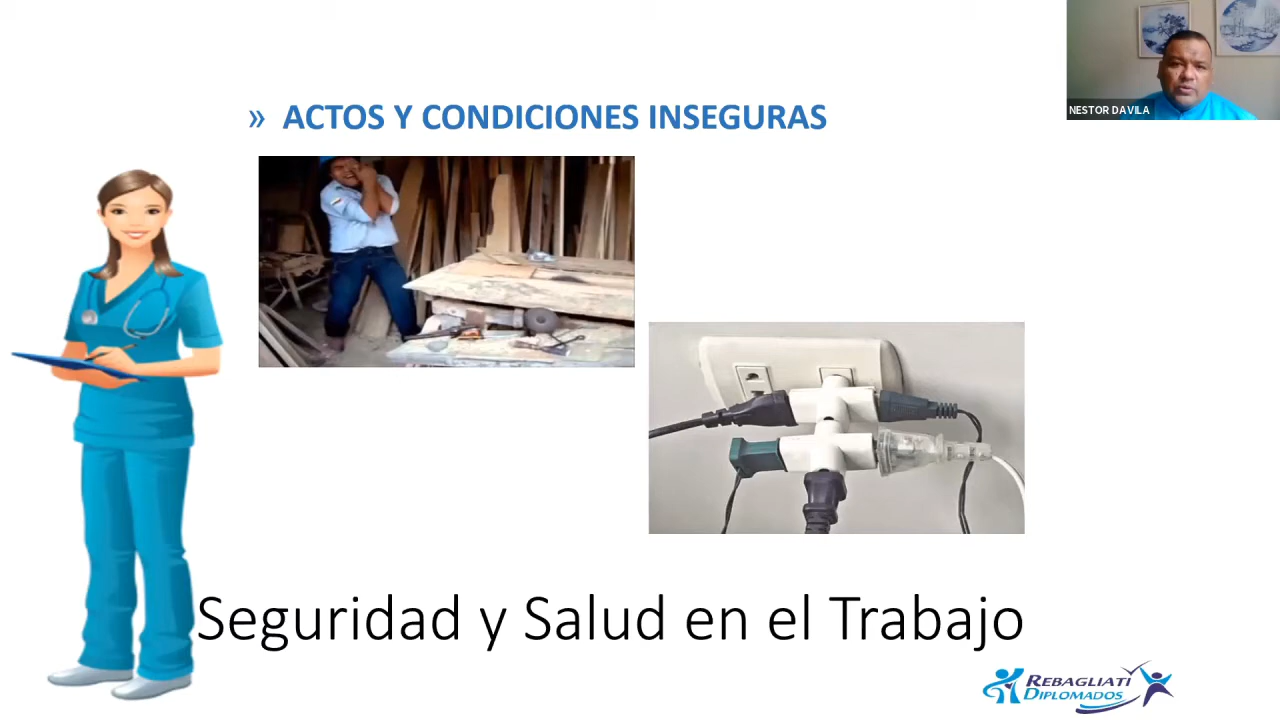 » ACTOS Y CONDICIONES INSEGURAS
NESTOR DAVILA
Seguridad y Salud en el Trabajo
REBAGLIATI
DIPLOMADOS